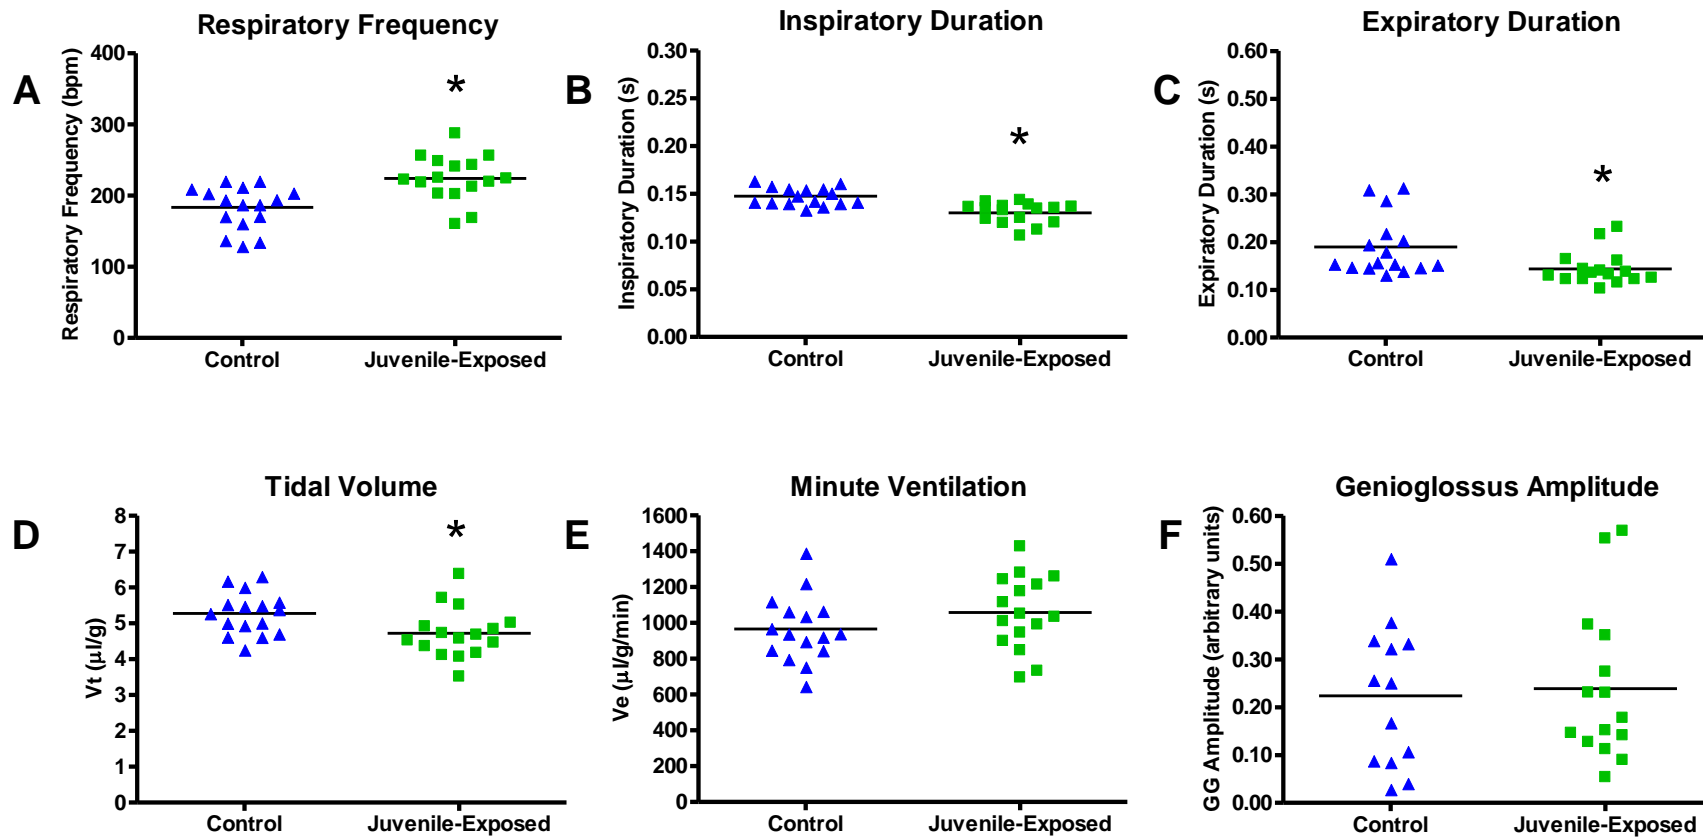 Respiratory Frequency
A
Respiratory Frequency (bpm)
400
300
200
100
0
*
Control
Juvenile-Exposed
Inspiratory Duration
B
Inspiratory Duration (s)
0.30
0.25
0.20
0.15
0.10
0.05
0.00
*
Control
Juvenile-Exposed
Expiratory Duration
C
Expiratory Duration (s)
0.60
0.50
0.40
0.30
0.20
0.10
0.00
*
Control
Juvenile-Exposed
Tidal Volume
D
Vt (μl/g)
8
7
6
5
4
3
2
1
0
*
Control
Juvenile-Exposed
Minute Ventilation
E
Ve (μl/g/min)
1600
1400
1200
1000
800
600
400
200
0
Control
Juvenile-Exposed
Genioglossus Amplitude
F
GG Amplitude (arbitrary units)
0.60
0.50
0.40
0.30
0.20
0.10
0.00
Control
Juvenile-Exposed